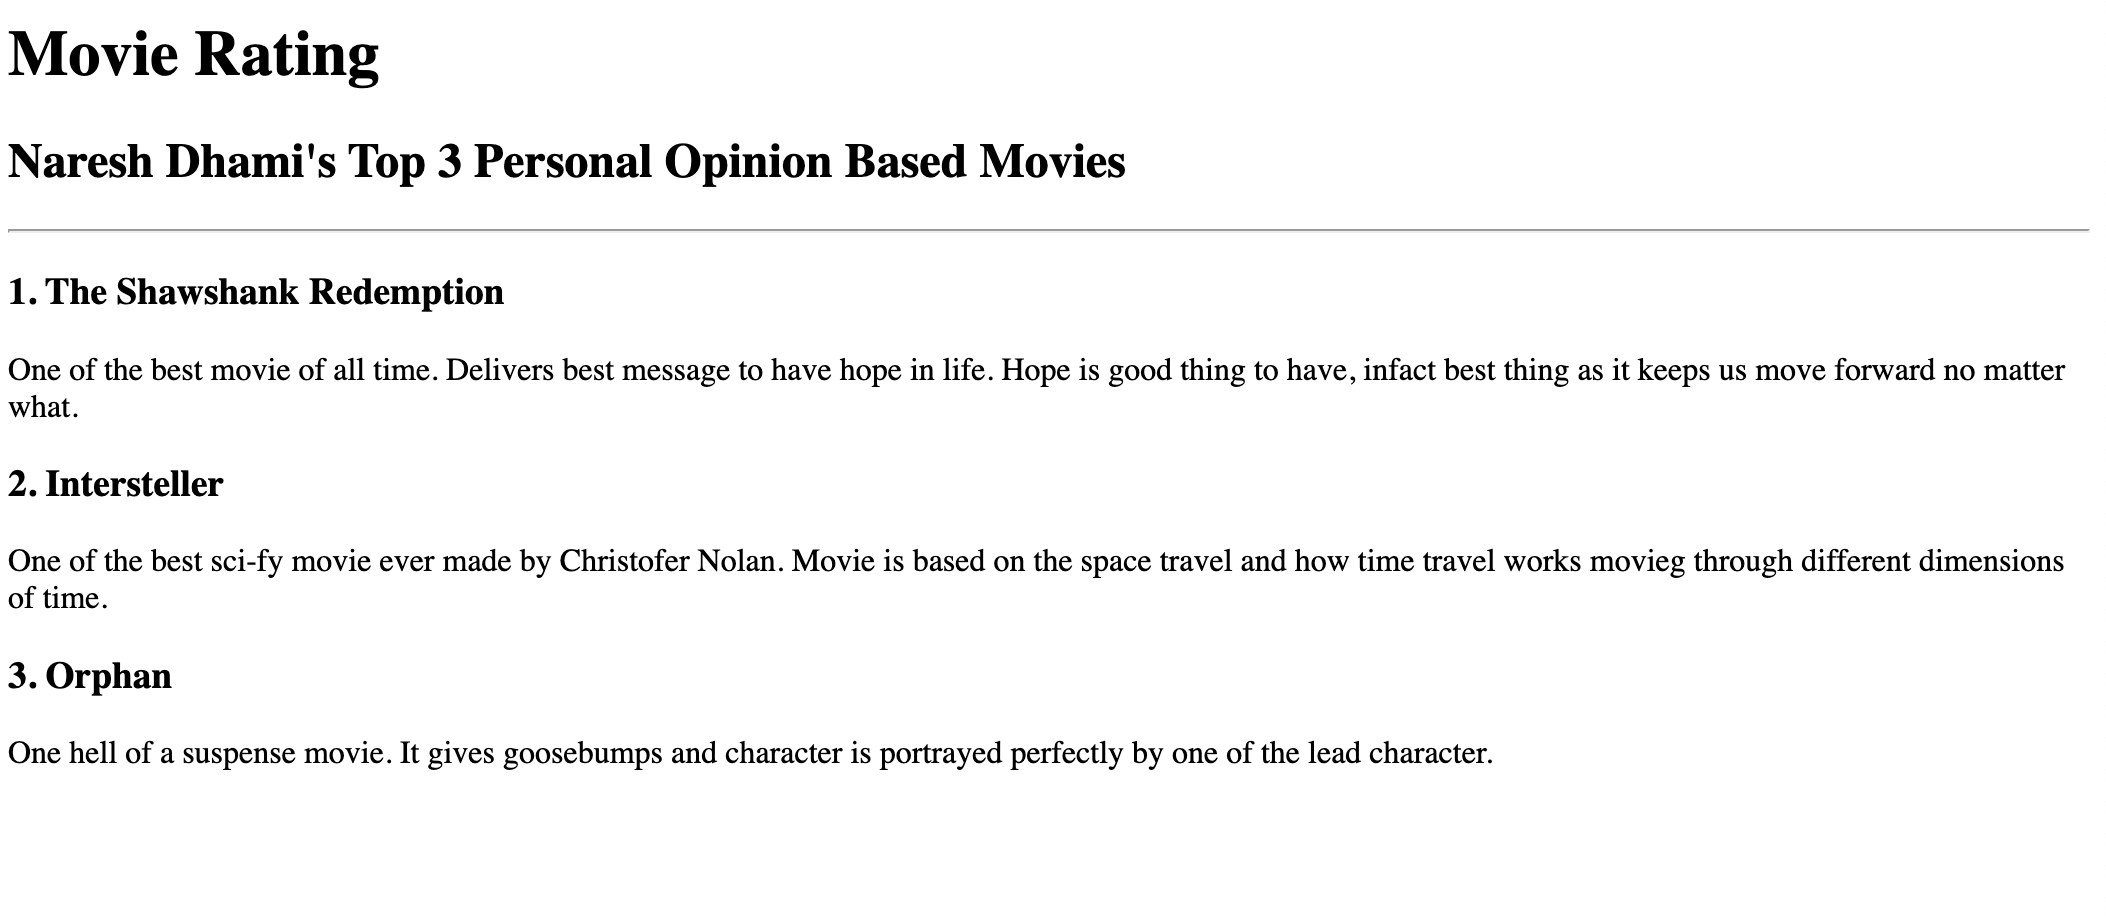 Movie Rating
Naresh Dhami's Top 3 Personal Opinion Based Movies
1. The Shawshank Redemption
One of the best movie of all time. Delivers best message to have hope in life. Hope is good thing to have, infact best thing as it keeps us move forward no matter
what.
2. Intersteller
One of the best sci-fy movie ever made by Christofer Nolan. Movie is based on the space travel and how time travel works movieg through different dimensions
of time.
3. Orphan
One hell of a suspense movie. It gives goosebumps and character is portrayed perfectly by one of the lead character.